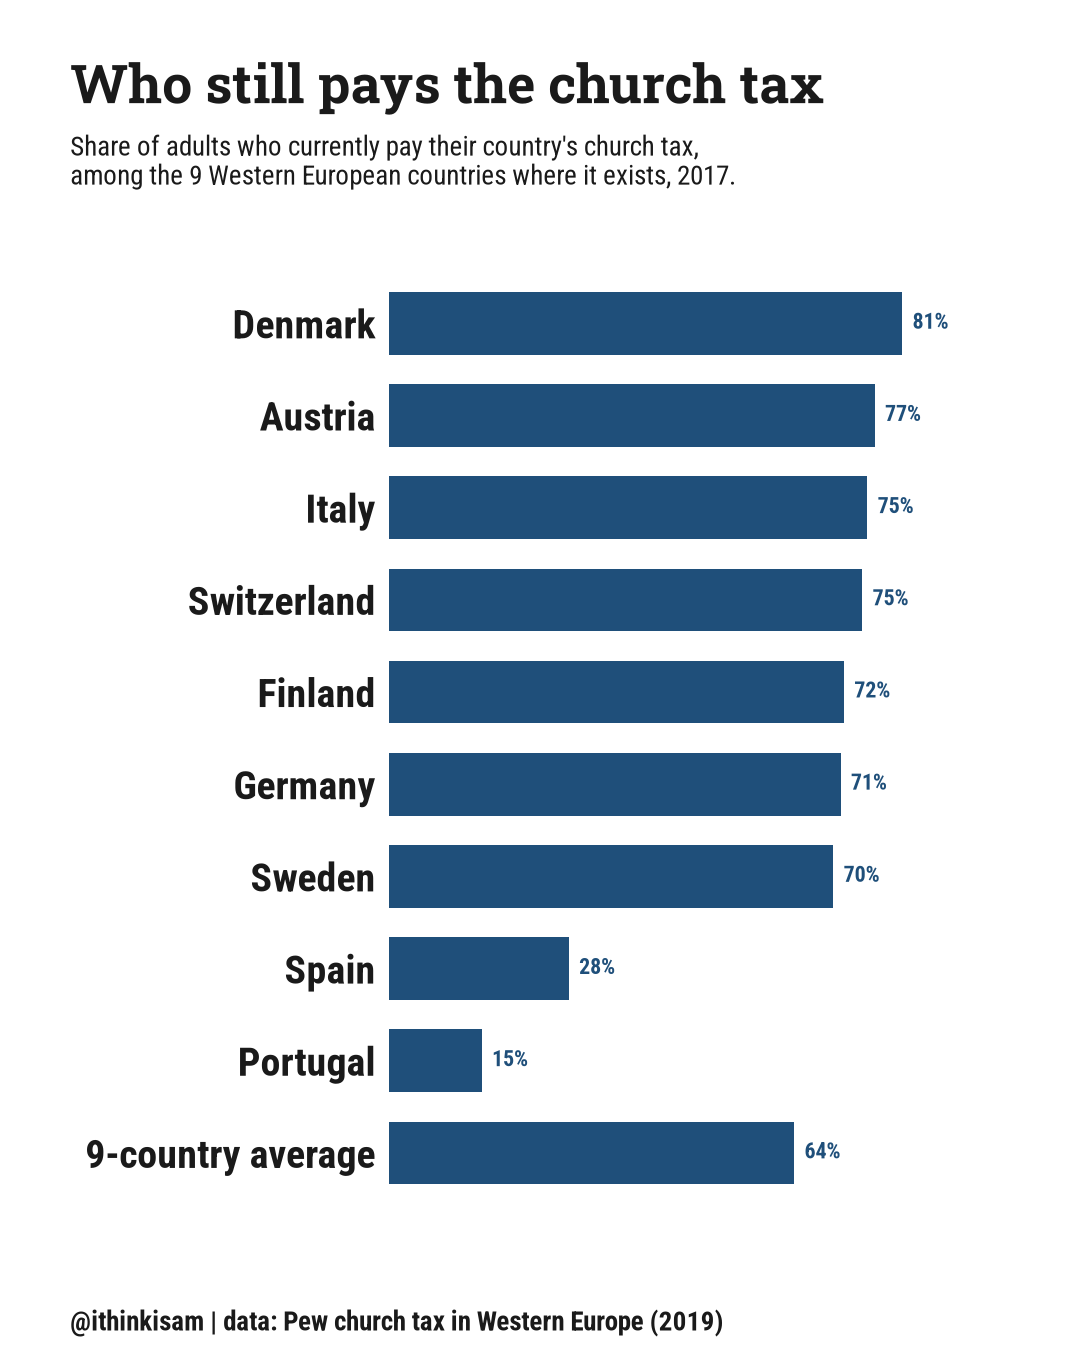 Who still pays the church tax
Share of adults who currently pay their country's church tax,
among the 9 Western European countries where it exists, 2017.
Denmark 81%
Austria 77%
Italy 75%
Switzerland 75%
Finland 72%
Germany 71%
Sweden 70%
Spain 28%
Portugal 15%
9-country average 64%
@ithinkisam | data: Pew church tax in Western Europe (2019)